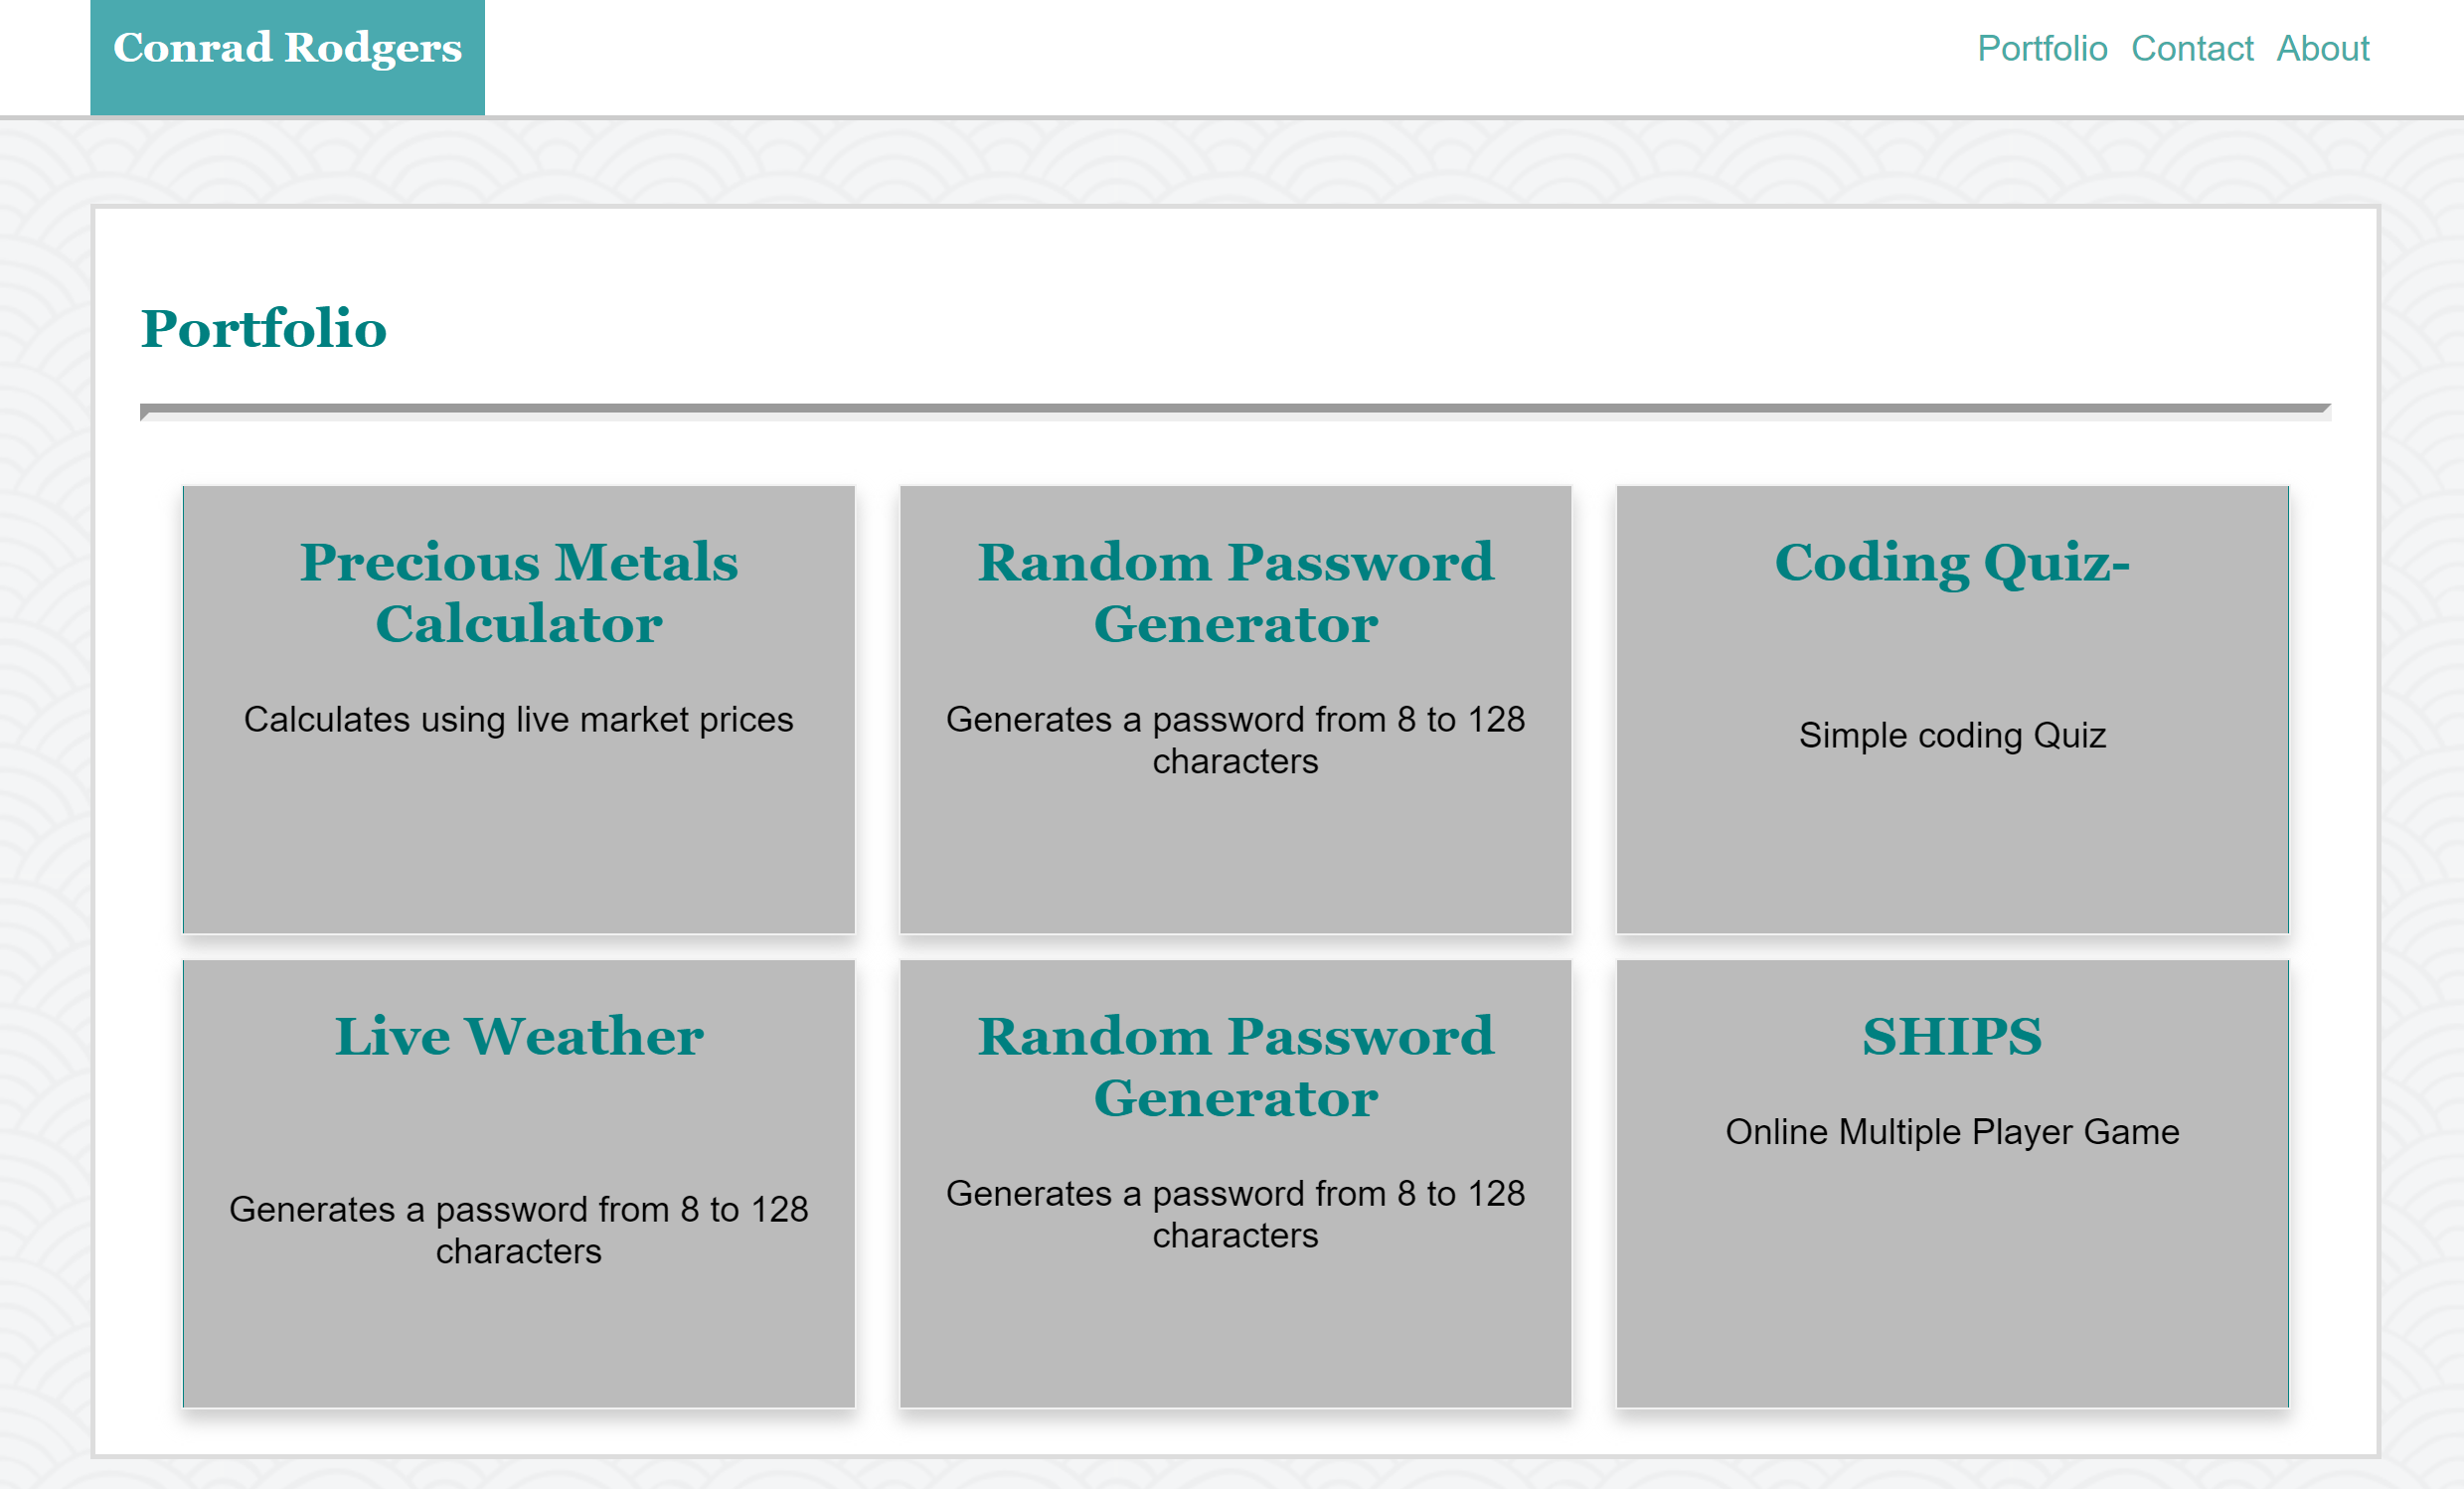 Conrad Rodgers
Portfolio Contact About
Portfolio
Precious Metals
Calculator
Calculates using live market prices
Random Password
Generator
Generates a password from 8 to 128
characters
Coding Quiz-
Simple coding Quiz
Live Weather
Generates a password from 8 to 128
characters
Random Password
Generator
Generates a password from 8 to 128
characters
SHIPS
Online Multiple Player Game